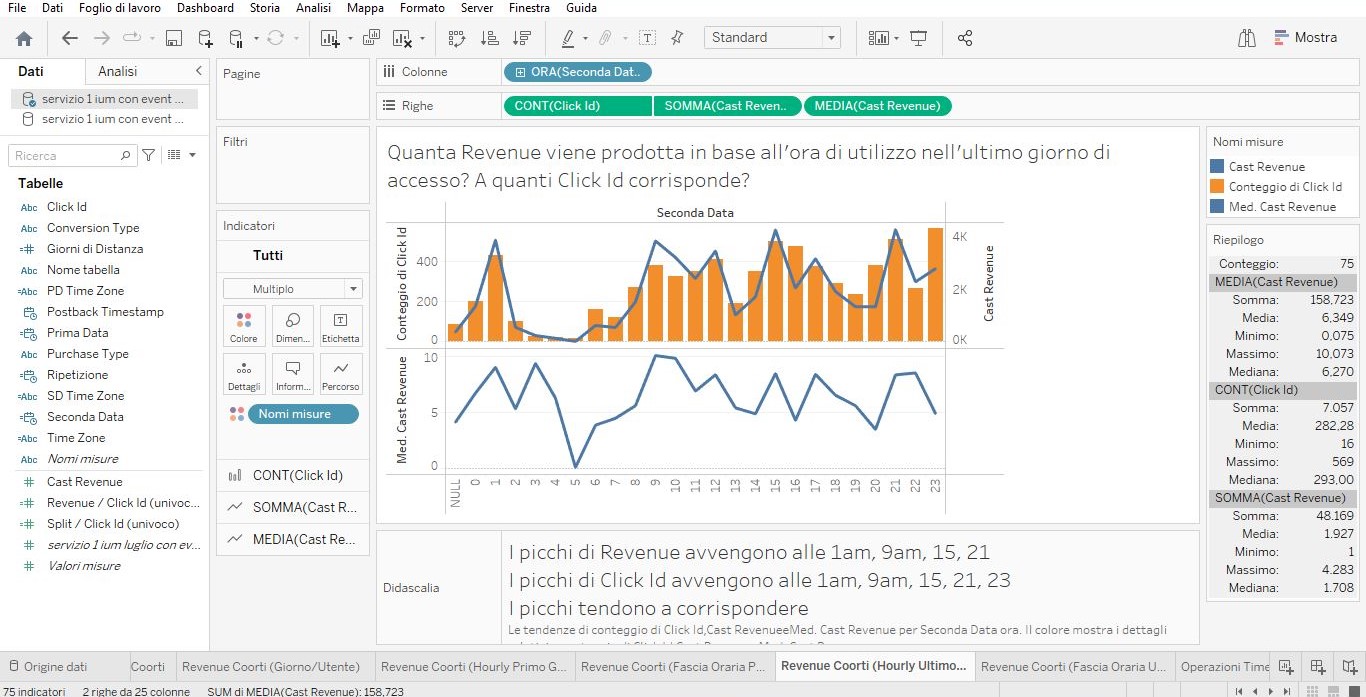 File Dati Foglio di lavoro Dashboard Storia Analisi Mappa Formato Server Finestra Guida
Standard
Mostra
Dati Analisi
servizio 1 ium con event ...
servizio 1 ium con event ...
Ricerca
Tabelle
Abc Click Id
Abc Conversion Type
=# Giorni di Distanza
Abc Nome tabella
=Abc PD Time Zone
Postback Timestamp
Prima Data
Abc Purchase Type
Ripetizione
=Abc SD Time Zone
Seconda Data
=Abc Time Zone
Abc Nomi misure
# Cast Revenue
=# Revenue / Click Id (univoc...
=# Split / Click Id (univoco)
# servizio 1 ium luglio con ev...
# Valori misure
Pagine
Filtri
Indicatori
Tutti
Multiplo
Colore Dimen... Etichetta
Dettagli Inform... Percorso
Nomi misure
CONT(Click Id)
SOMMA(Cast R...
MEDIA(Cast Re...
Colonne ORA(Seconda Dat..
Righe CONT(Click Id) SOMMA(Cast Reven.. MEDIA(Cast Revenue)
Quanta Revenue viene prodotta in base all'ora di utilizzo nell'ultimo giorno di
accesso? A quanti Click Id corrisponde?
Seconda Data
Conteggio di Click Id
400
200
0
4K
2K
0K
Cast Revenue
Med. Cast Revenue
10
5
0
NULL 0 1 2 3 4 5 6 7 8 9 10 11 12 13 14 15 16 17 18 19 20 21 22 23
Didascalia
I picchi di Revenue avvengono alle 1am, 9am, 15, 21
I picchi di Click Id avvengono alle 1am, 9am, 15, 21, 23
I picchi tendono a corrispondere
Le tendenze di conteggio di Click Id,Cast RevenueeMed. Cast Revenue per Seconda Data ora. Il colore mostra i dettagli
Nomi misure
Cast Revenue
Conteggio di Click Id
Med. Cast Revenue
Riepilogo
Conteggio: 75
MEDIA(Cast Revenue)
Somma: 158,723
Media: 6,349
Minimo: 0,075
Massimo: 10,073
Mediana: 6,270
CONT(Click Id)
Somma: 7.057
Media: 282,28
Minimo: 16
Massimo: 569
Mediana: 293,00
SOMMA(Cast Revenue)
Somma: 48.169
Media: 1.927
Minimo: 1
Massimo: 4.283
Mediana: 1.708
Origine dati Coorti Revenue Coorti (Giorno/Utente) Revenue Coorti (Hourly Primo G... Revenue Coorti (Fascia Oraria P... Revenue Coorti (Hourly Ultimo... Revenue Coorti (Fascia Oraria U... Operazioni Time
75 indicatori 2 righe da 25 colonne SUM di MEDIA(Cast Revenue): 158,723